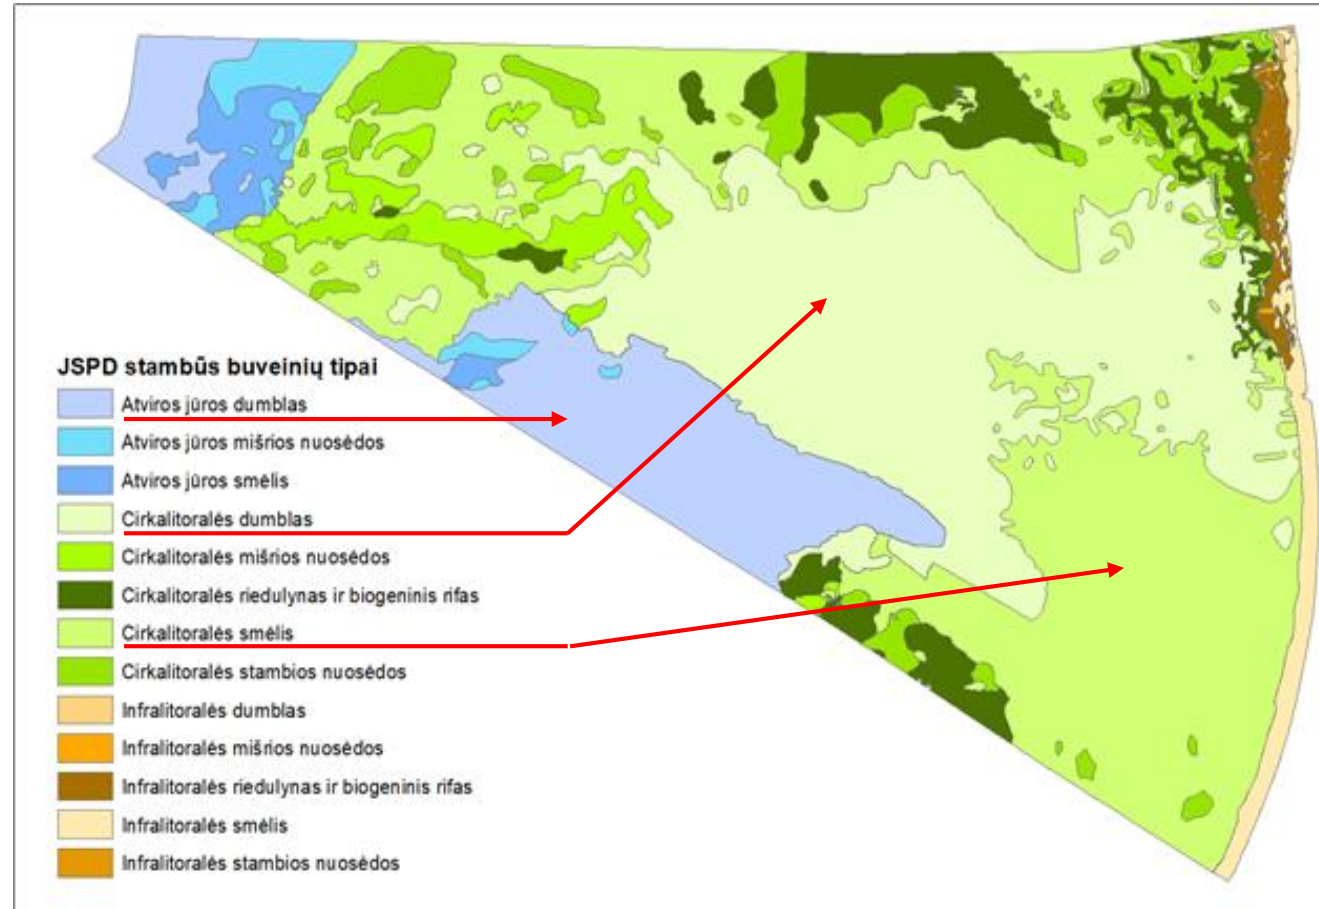 JSPD stambūs buveinių tipai
Atviros jūros dumblas
Atviros jūros mišrios nuosėdos
Atviros jūros smėlis
Cirkalitoralės dumblas
Cirkalitoralės mišrios nuosėdos
Cirkalitoralės riedulynas ir biogeninis rifas
Cirkalitoralės smėlis
Cirkalitoralės stambios nuosėdos
Infralitoralės dumblas
Infralitoralės mišrios nuosėdos
Infralitoralės riedulynas ir biogeninis rifas
Infralitoralės smėlis
Infralitoralės stambios nuosėdos